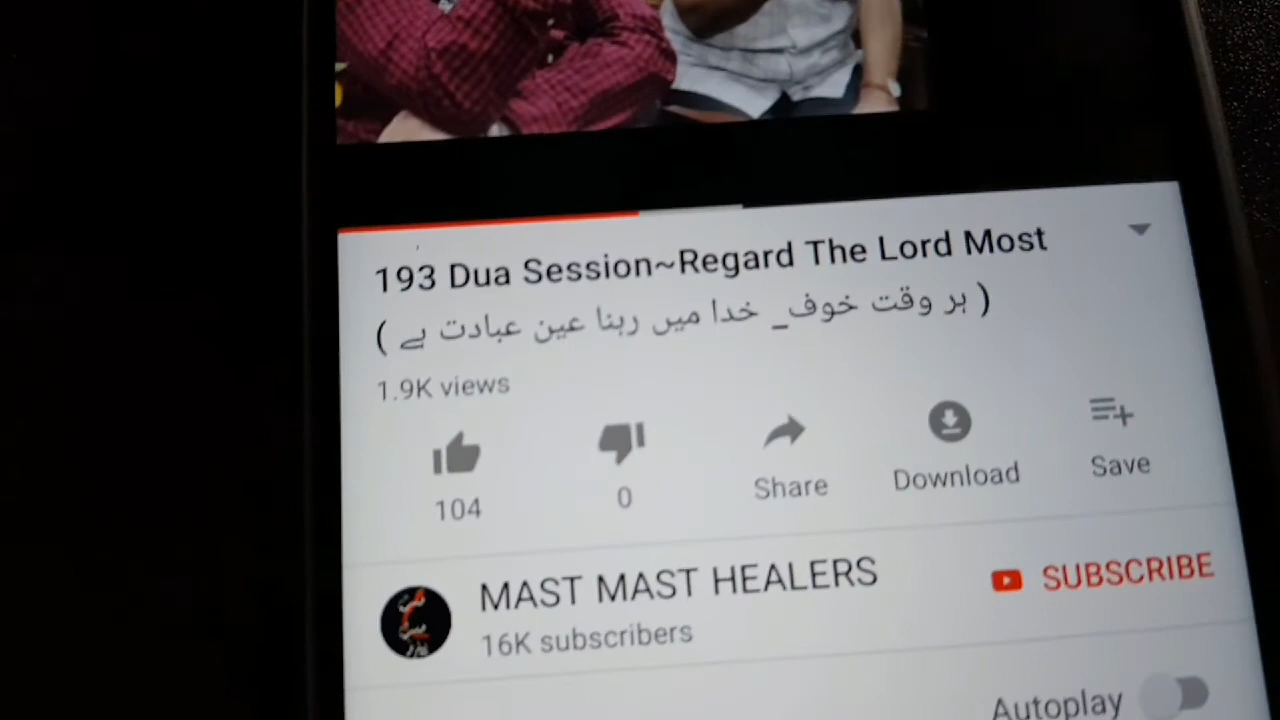 193 Dua Session~Regard The Lord Most
( ہر وقت خوف_ خدا میں رہنا عین عبادت ہے )
1.9K views
104
0
Share
Download
Save
MAST MAST HEALERS
SUBSCRIBE
16K subscribers
Autoplay